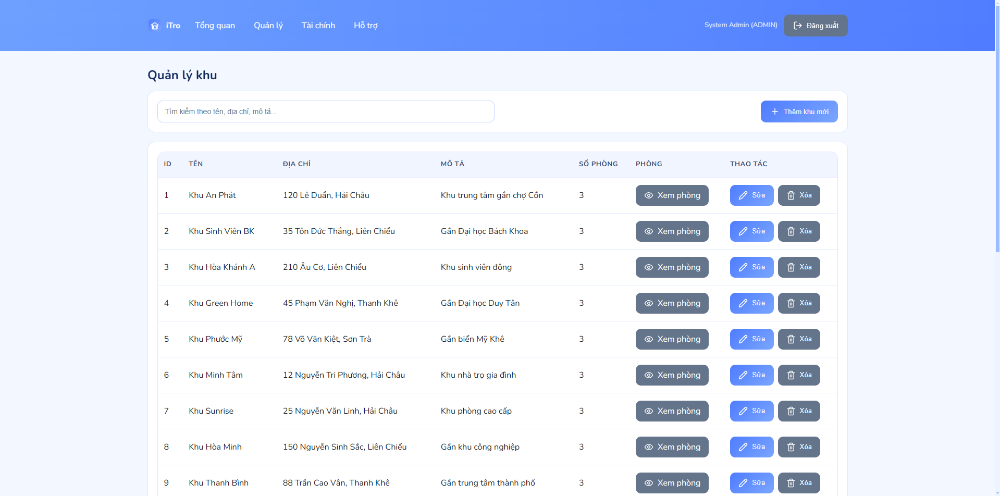 iTro Tổng quan Quản lý Tài chính Hỗ trợ System Admin (ADMIN) Đăng xuất
Quản lý khu
Tìm kiếm theo tên, địa chỉ, mô tả... Thêm khu mới
ID TÊN ĐỊA CHỈ MÔ TẢ SỐ PHÒNG PHÒNG THAO TÁC
1 Khu An Phát 120 Lê Duẩn, Hải Châu Khu trung tâm gần chợ Cồn 3 Xem phòng Sửa Xóa
2 Khu Sinh Viên BK 35 Tôn Đức Thắng, Liên Chiểu Gần Đại học Bách Khoa 3 Xem phòng Sửa Xóa
3 Khu Hòa Khánh A 210 Âu Cơ, Liên Chiểu Khu sinh viên đông 3 Xem phòng Sửa Xóa
4 Khu Green Home 45 Phạm Văn Nghị, Thanh Khê Gần Đại học Duy Tân 3 Xem phòng Sửa Xóa
5 Khu Phước Mỹ 78 Võ Văn Kiệt, Sơn Trà Gần biển Mỹ Khê 3 Xem phòng Sửa Xóa
6 Khu Minh Tâm 12 Nguyễn Tri Phương, Hải Châu Khu nhà trọ gia đình 3 Xem phòng Sửa Xóa
7 Khu Sunrise 25 Nguyễn Văn Linh, Hải Châu Khu phòng cao cấp 3 Xem phòng Sửa Xóa
8 Khu Hòa Minh 150 Nguyễn Sinh Sắc, Liên Chiểu Gần khu công nghiệp 3 Xem phòng Sửa Xóa
9 Khu Thanh Bình 88 Trần Cao Vân, Thanh Khê Gần trung tâm thành phố 3 Xem phòng Sửa Xóa